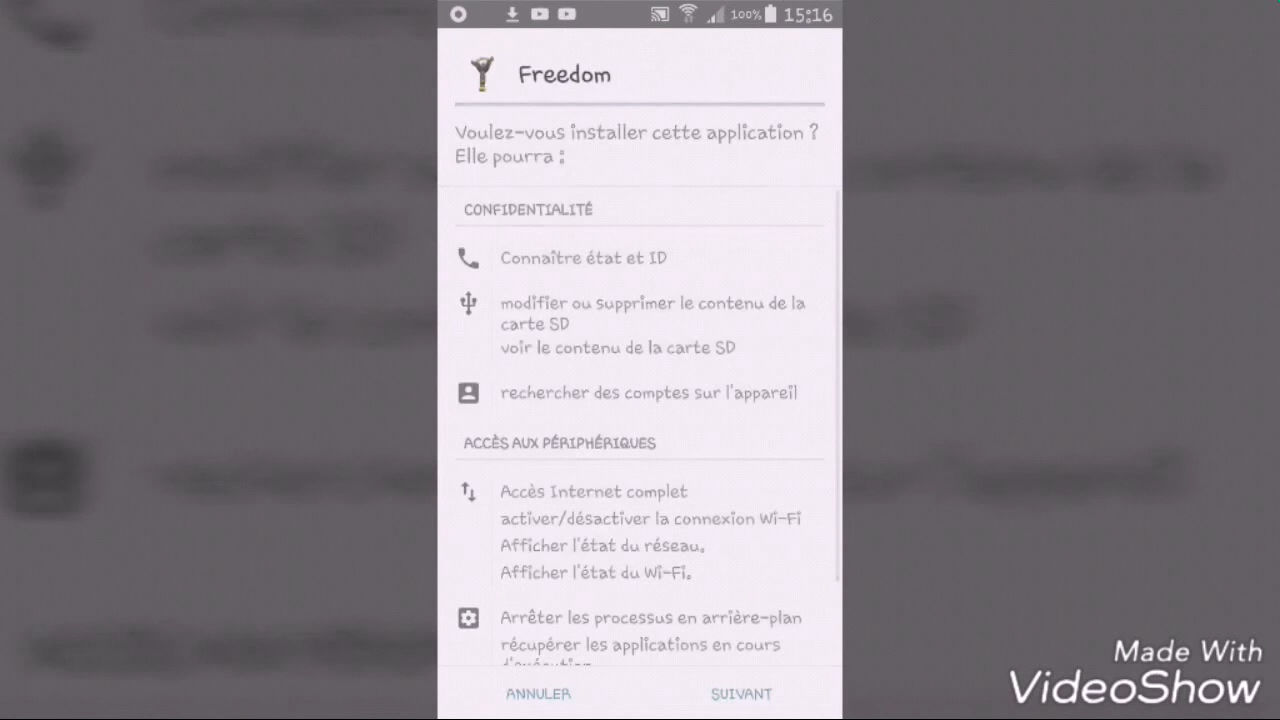 100% 15:16
Freedom
Voulez-vous installer cette application ?
Elle pourra :
CONFIDENTIALITÉ
Connaître état et ID
modifier ou supprimer le contenu de la
carte SD
voir le contenu de la carte SD
rechercher des comptes sur l'appareil
ACCÈS AUX PÉRIPHÉRIQUES
Accès Internet complet
activer/désactiver la connexion Wi-Fi
Afficher l'état du réseau.
Afficher l'état du Wi-Fi.
Arrêter les processus en arrière-plan
récupérer les applications en cours
d'exécution
ANNULER SUIVANT
Made With
VideoShow